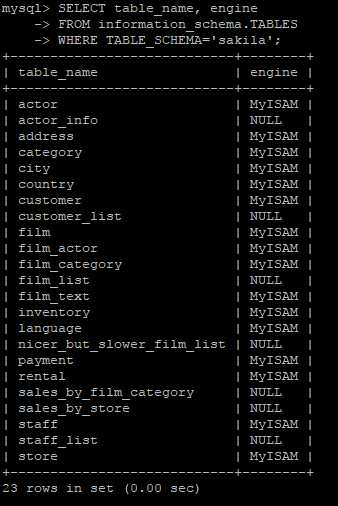 mysql> SELECT table_name, engine
    -> FROM information_schema.TABLES
    -> WHERE TABLE_SCHEMA='sakila';
+----------------------------+--------+
| table_name                 | engine |
+----------------------------+--------+
| actor                      | MyISAM |
| actor_info                 | NULL   |
| address                    | MyISAM |
| category                   | MyISAM |
| city                       | MyISAM |
| country                    | MyISAM |
| customer                   | MyISAM |
| customer_list              | NULL   |
| film                       | MyISAM |
| film_actor                 | MyISAM |
| film_category              | MyISAM |
| film_list                  | NULL   |
| film_text                  | MyISAM |
| inventory                  | MyISAM |
| language                   | MyISAM |
| nicer_but_slower_film_list | NULL   |
| payment                    | MyISAM |
| rental                     | MyISAM |
| sales_by_film_category     | NULL   |
| sales_by_store             | NULL   |
| staff                      | MyISAM |
| staff_list                 | NULL   |
| store                      | MyISAM |
+----------------------------+--------+
23 rows in set (0.00 sec)